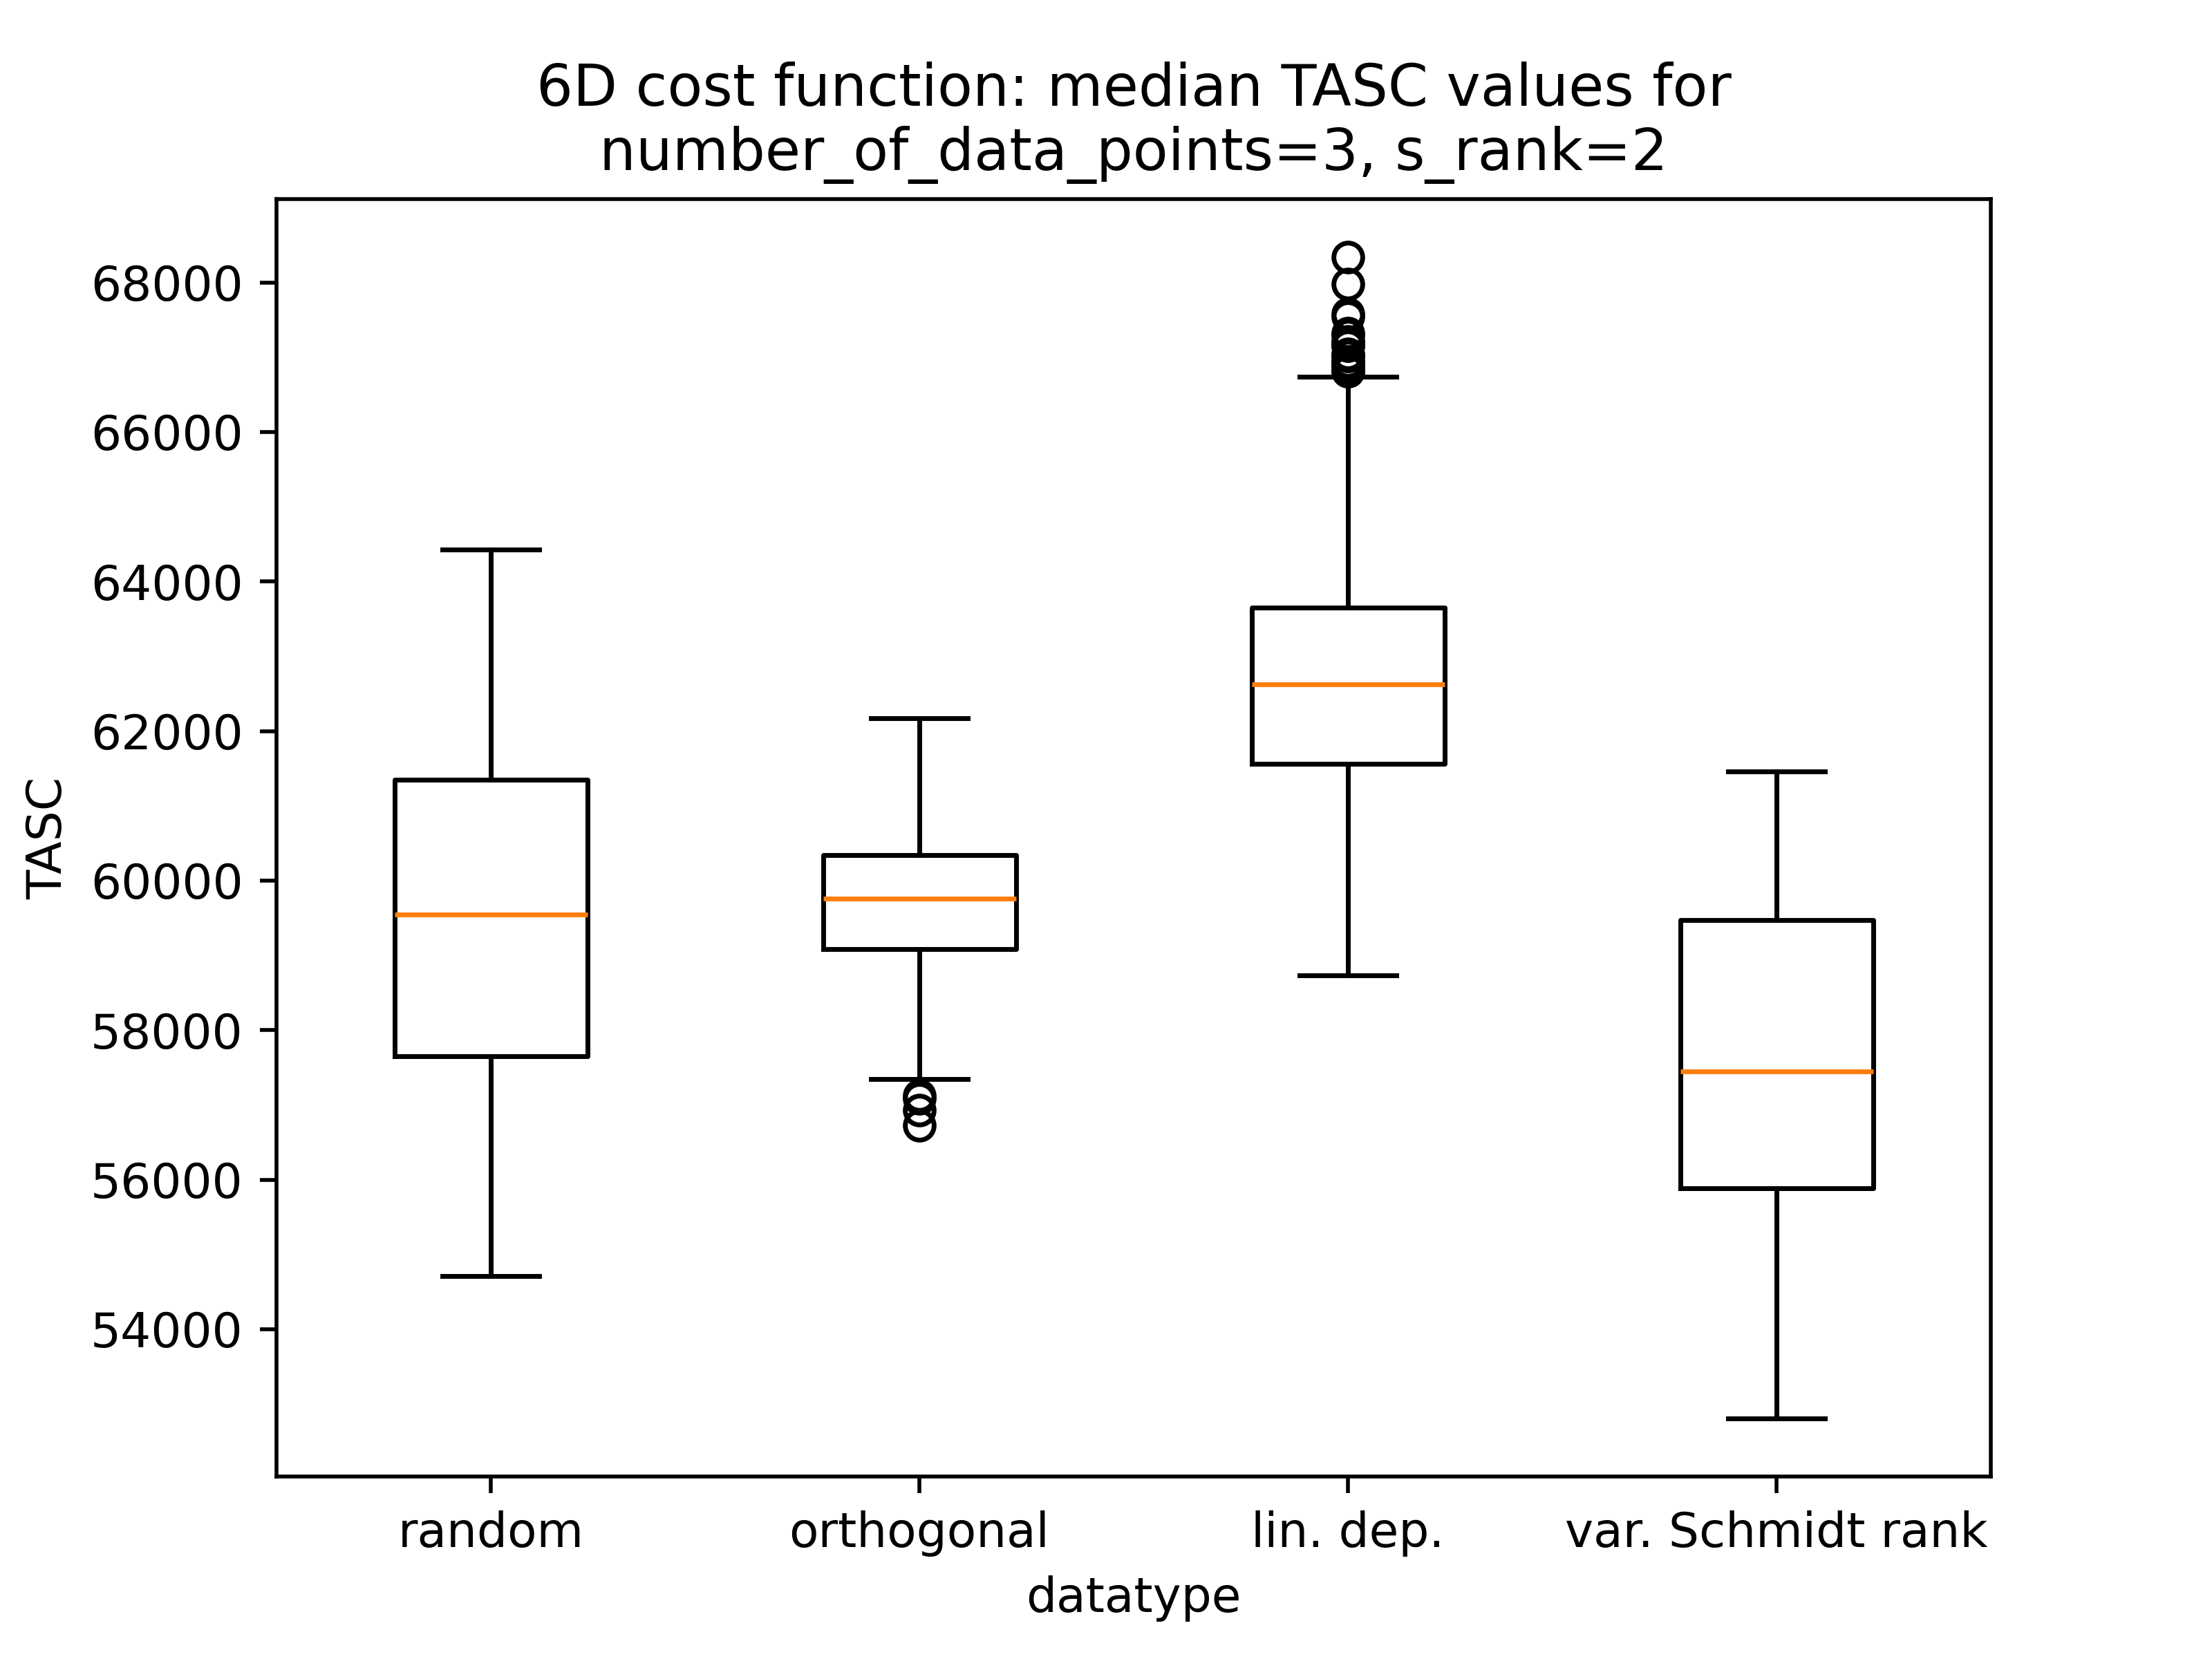 6D cost function: median TASC values for
number_of_data_points=3, s_rank=2
68000
66000
64000
62000
60000
58000
56000
54000
TASC
random
orthogonal
lin. dep.
var. Schmidt rank
datatype